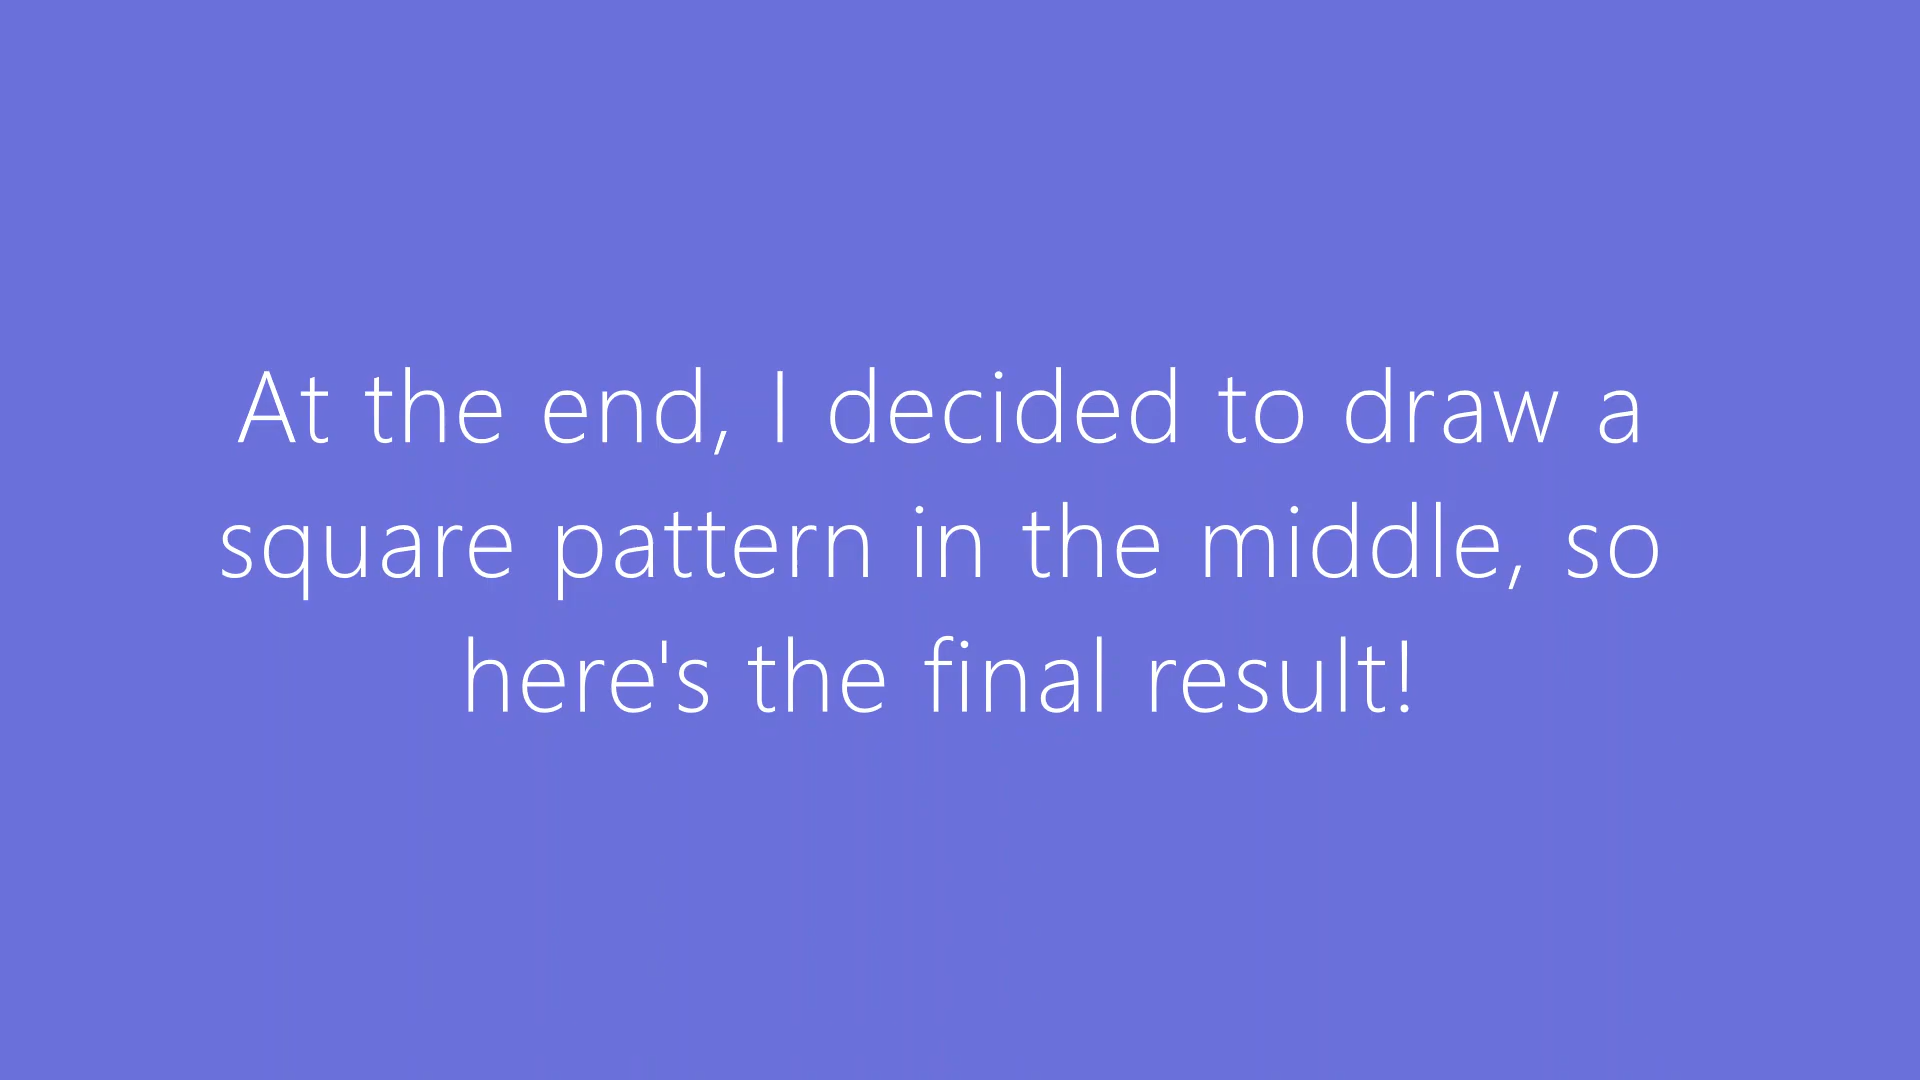 At the end, I decided to draw a
square pattern in the middle, so
here's the final result!